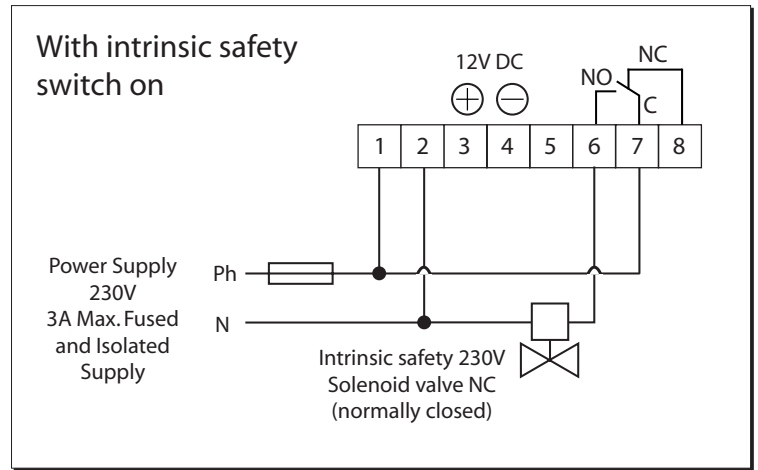 With intrinsic safety
switch on
12V DC
NC
NO
C
+ −
1 2 3 4 5 6 7 8
Power Supply
230V
3A Max. Fused
and Isolated
Supply
Ph
N
Intrinsic safety 230V
Solenoid valve NC
(normally closed)